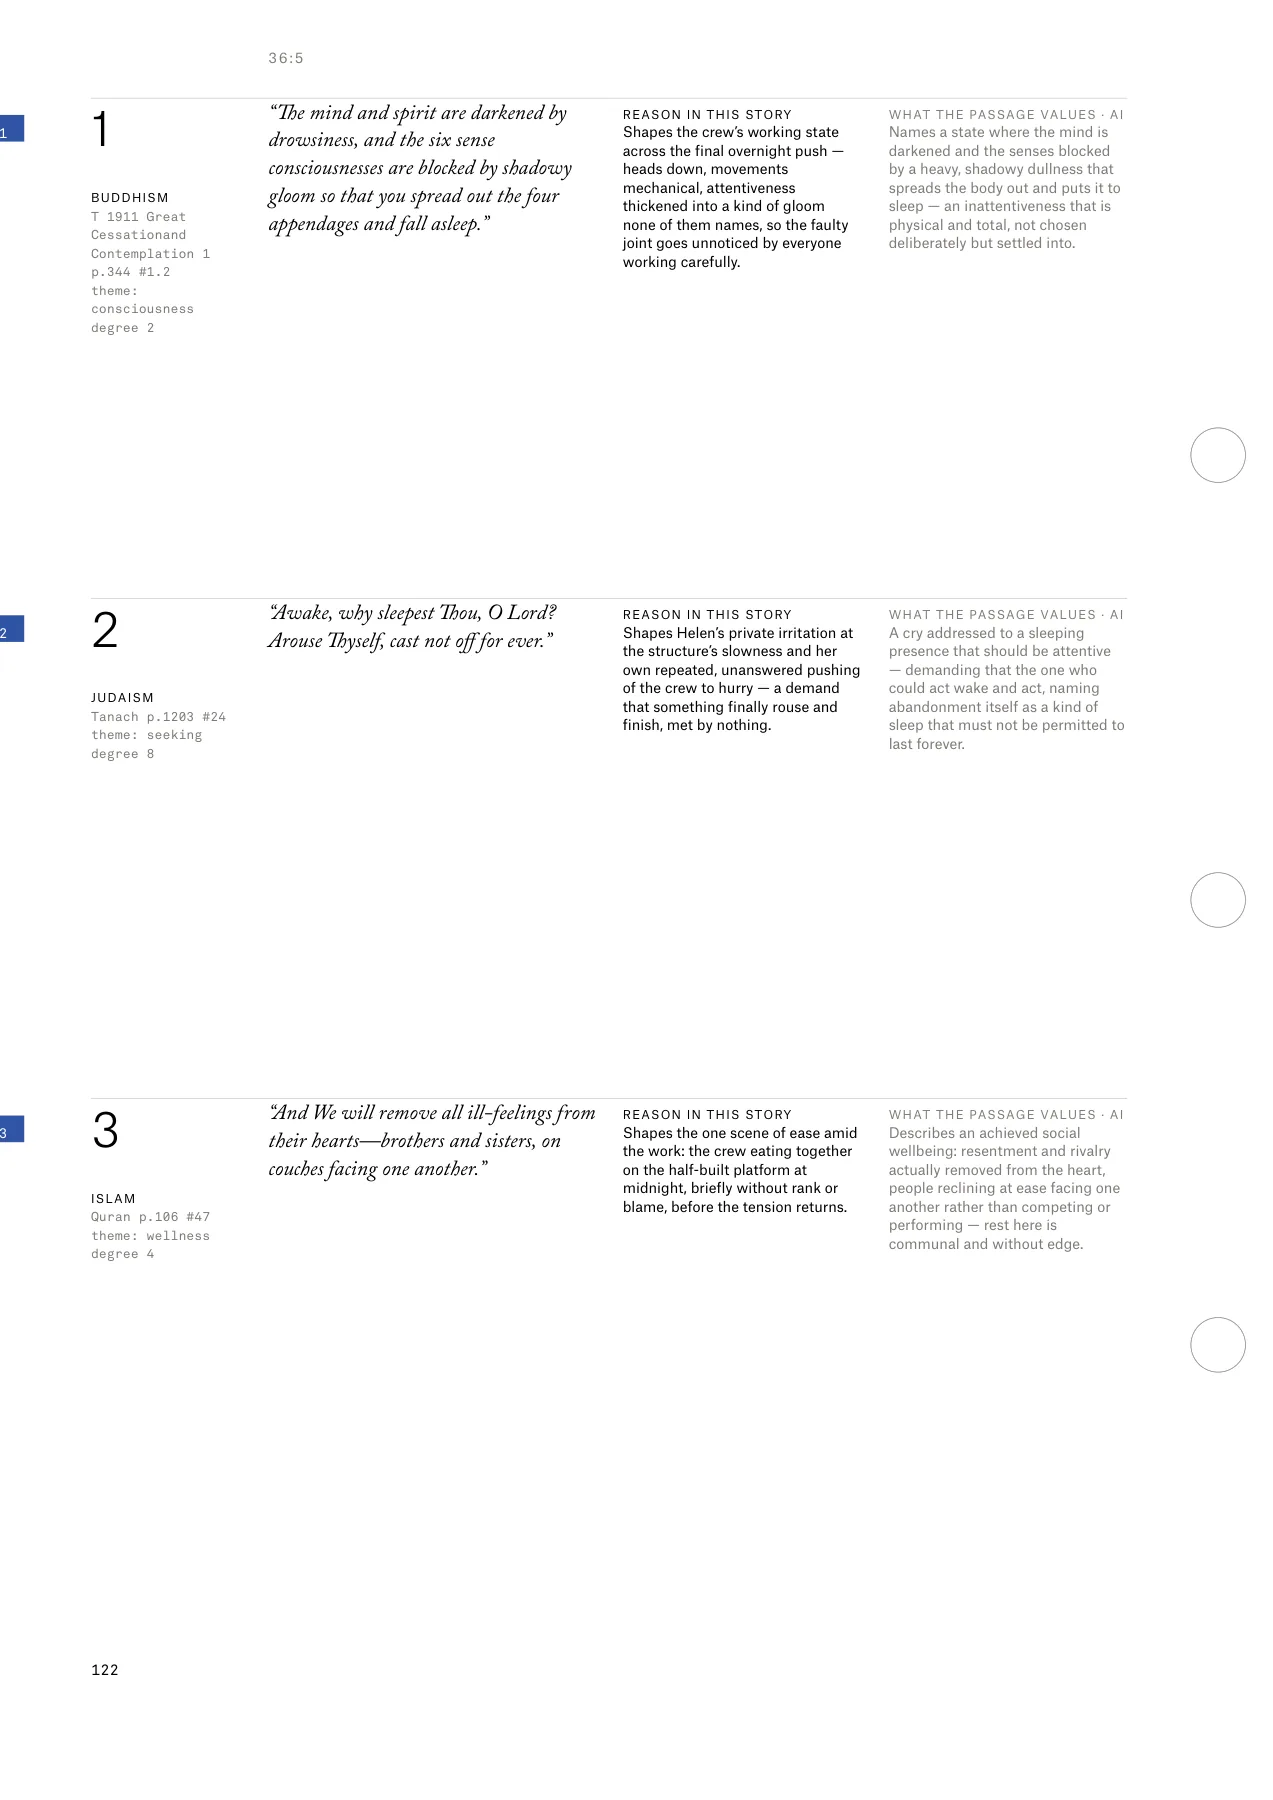 36:5
1
1
BUDDHISM
T 1911 Great
Cessationand
Contemplation 1
p.344 #1.2
theme:
consciousness
degree 2
“The mind and spirit are darkened by
drowsiness, and the six sense
consciousnesses are blocked by shadowy
gloom so that you spread out the four
appendages and fall asleep.”
REASON IN THIS STORY
Shapes the crew’s working state
across the final overnight push —
heads down, movements
mechanical, attentiveness
thickened into a kind of gloom
none of them names, so the faulty
joint goes unnoticed by everyone
working carefully.
WHAT THE PASSAGE VALUES · AI
Names a state where the mind is
darkened and the senses blocked
by a heavy, shadowy dullness that
spreads the body out and puts it to
sleep — an inattentiveness that is
physical and total, not chosen
deliberately but settled into.
2
2
JUDAISM
Tanach p.1203 #24
theme: seeking
degree 8
“Awake, why sleepest Thou, O Lord?
Arouse Thyself, cast not off for ever.”
REASON IN THIS STORY
Shapes Helen’s private irritation at
the structure’s slowness and her
own repeated, unanswered pushing
of the crew to hurry — a demand
that something finally rouse and
finish, met by nothing.
WHAT THE PASSAGE VALUES · AI
A cry addressed to a sleeping
presence that should be attentive
— demanding that the one who
could act wake and act, naming
abandonment itself as a kind of
sleep that must not be permitted to
last forever.
3
3
ISLAM
Quran p.106 #47
theme: wellness
degree 4
“And We will remove all ill-feelings from
their hearts—brothers and sisters, on
couches facing one another.”
REASON IN THIS STORY
Shapes the one scene of ease amid
the work: the crew eating together
on the half-built platform at
midnight, briefly without rank or
blame, before the tension returns.
WHAT THE PASSAGE VALUES · AI
Describes an achieved social
wellbeing: resentment and rivalry
actually removed from the heart,
people reclining at ease facing one
another rather than competing or
performing — rest here is
communal and without edge.
122